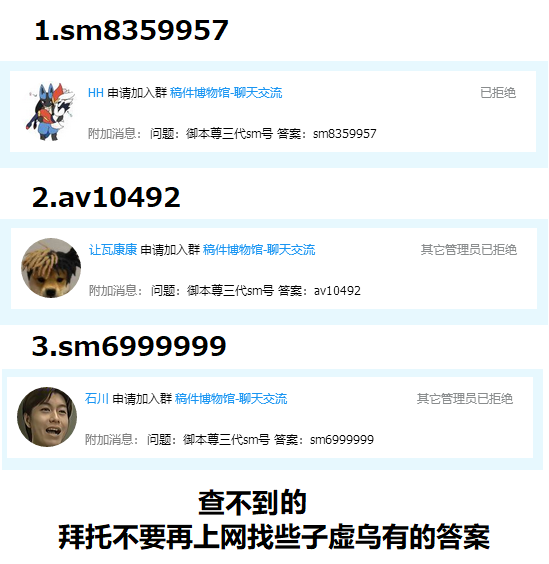 1.sm8359957
HH 申请加入群 稿件博物馆-聊天交流
已拒绝
附加消息: 问题：御本尊三代sm号 答案：sm8359957
2.av10492
让瓦康康 申请加入群 稿件博物馆-聊天交流
其它管理员已拒绝
附加消息: 问题：御本尊三代sm号 答案：av10492
3.sm6999999
石川 申请加入群 稿件博物馆-聊天交流
其它管理员已拒绝
附加消息: 问题：御本尊三代sm号 答案：sm6999999
查不到的
拜托不要再上网找些子虚乌有的答案